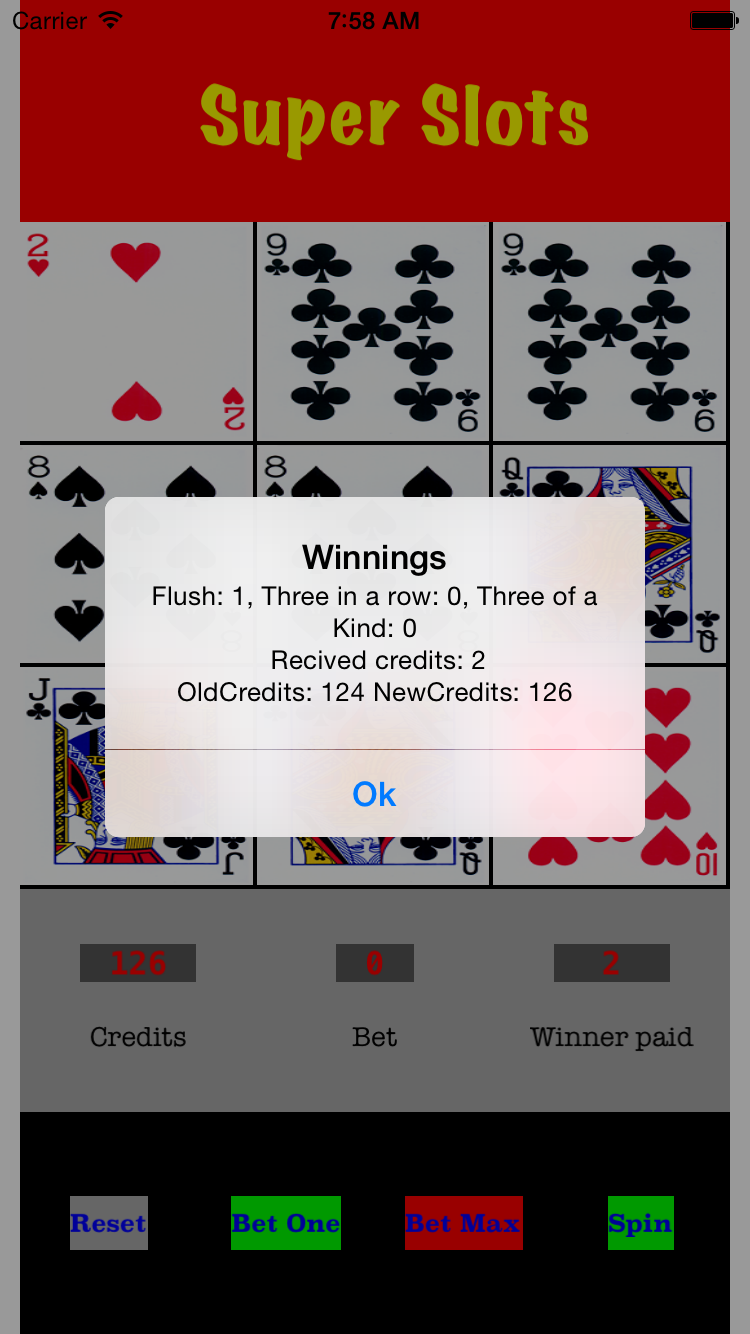 Carrier 7:58 AM
Super Slots
2 9 9
2 9 9
8 8 Q
Winnings
Flush: 1, Three in a row: 0, Three of a
Kind: 0
Recived credits: 2
OldCredits: 124 NewCredits: 126
Ok
Q
J
J Q 10
126 0 2
Credits Bet Winner paid
Reset Bet One Bet Max Spin